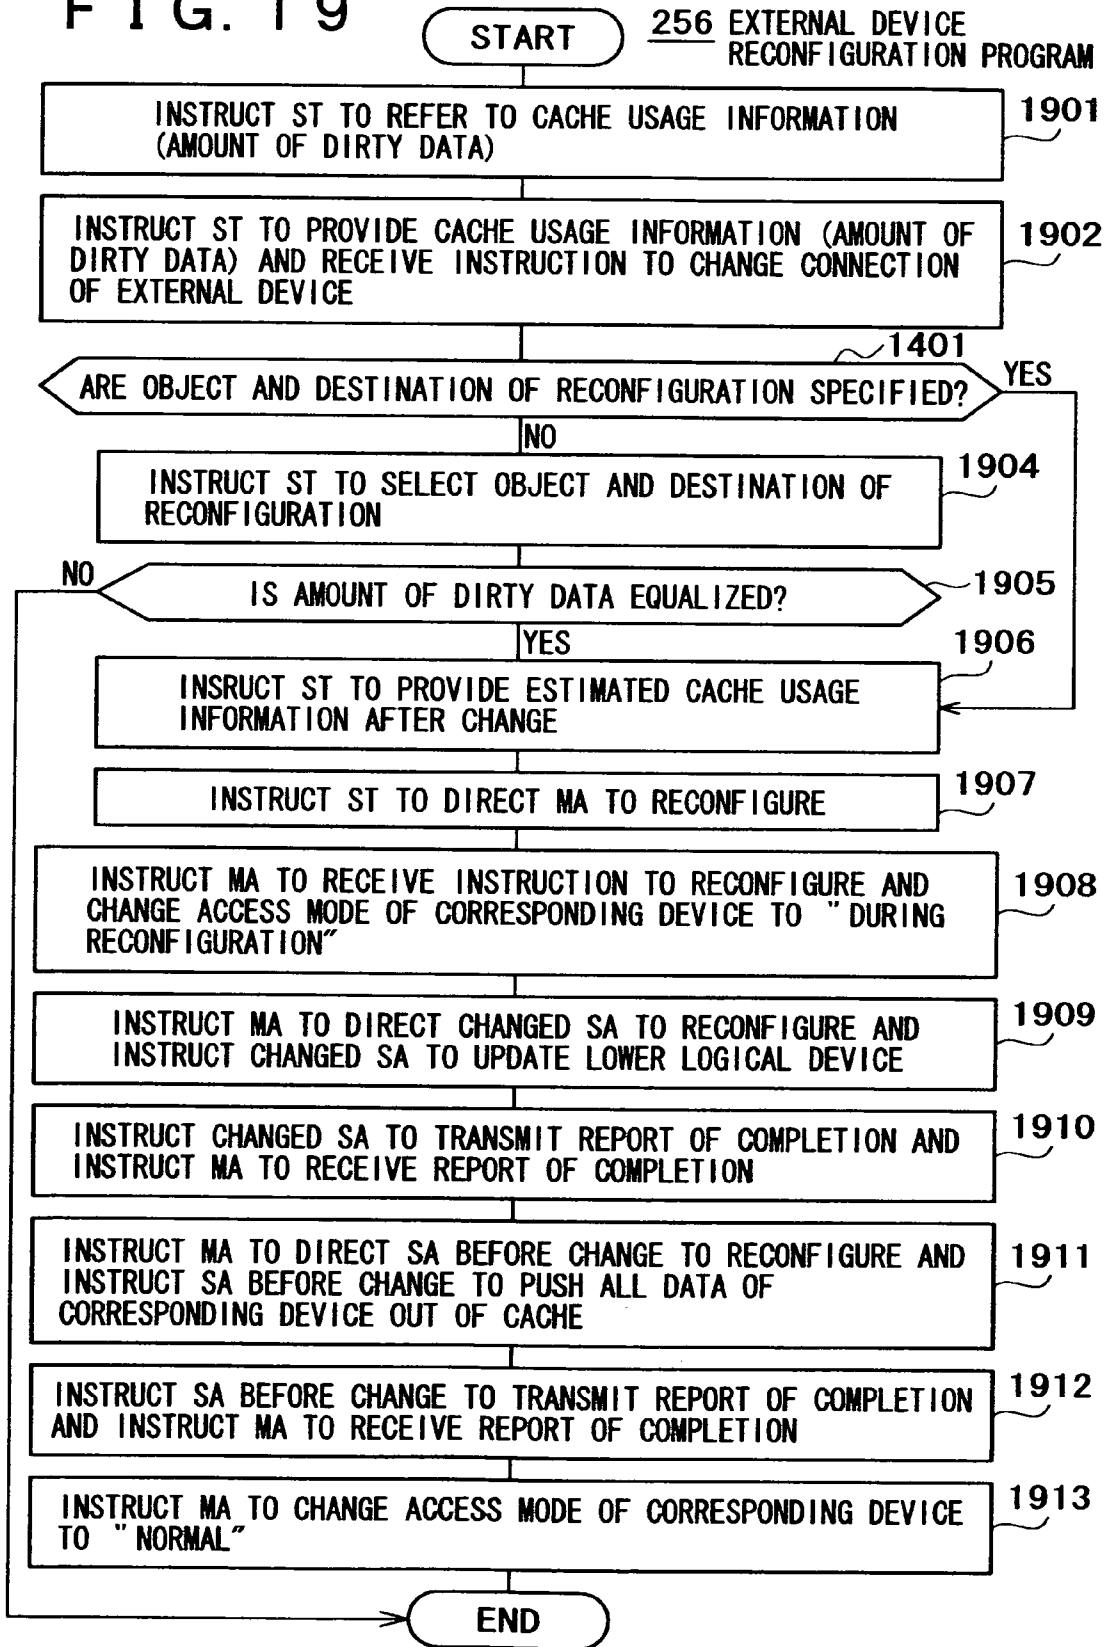 FIG. 19
START
256 EXTERNAL DEVICE
RECONFIGURATION PROGRAM
INSTRUCT ST TO REFER TO CACHE USAGE INFORMATION
(AMOUNT OF DIRTY DATA)
1901
INSTRUCT ST TO PROVIDE CACHE USAGE INFORMATION (AMOUNT OF
DIRTY DATA) AND RECEIVE INSTRUCTION TO CHANGE CONNECTION
OF EXTERNAL DEVICE
1902
1401
ARE OBJECT AND DESTINATION OF RECONFIGURATION SPECIFIED?
YES
NO
INSTRUCT ST TO SELECT OBJECT AND DESTINATION OF
RECONFIGURATION
1904
NO
IS AMOUNT OF DIRTY DATA EQUALIZED?
1905
YES
1906
INSRUCT ST TO PROVIDE ESTIMATED CACHE USAGE
INFORMATION AFTER CHANGE
INSTRUCT ST TO DIRECT MA TO RECONFIGURE
1907
INSTRUCT MA TO RECEIVE INSTRUCTION TO RECONFIGURE AND
CHANGE ACCESS MODE OF CORRESPONDING DEVICE TO "DURING
RECONFIGURATION"
1908
INSTRUCT MA TO DIRECT CHANGED SA TO RECONFIGURE AND
INSTRUCT CHANGED SA TO UPDATE LOWER LOGICAL DEVICE
1909
INSTRUCT CHANGED SA TO TRANSMIT REPORT OF COMPLETION AND
INSTRUCT MA TO RECEIVE REPORT OF COMPLETION
1910
INSTRUCT MA TO DIRECT SA BEFORE CHANGE TO RECONFIGURE AND
INSTRUCT SA BEFORE CHANGE TO PUSH ALL DATA OF
CORRESPONDING DEVICE OUT OF CACHE
1911
INSTRUCT SA BEFORE CHANGE TO TRANSMIT REPORT OF COMPLETION
AND INSTRUCT MA TO RECEIVE REPORT OF COMPLETION
1912
INSTRUCT MA TO CHANGE ACCESS MODE OF CORRESPONDING DEVICE
TO "NORMAL"
1913
END